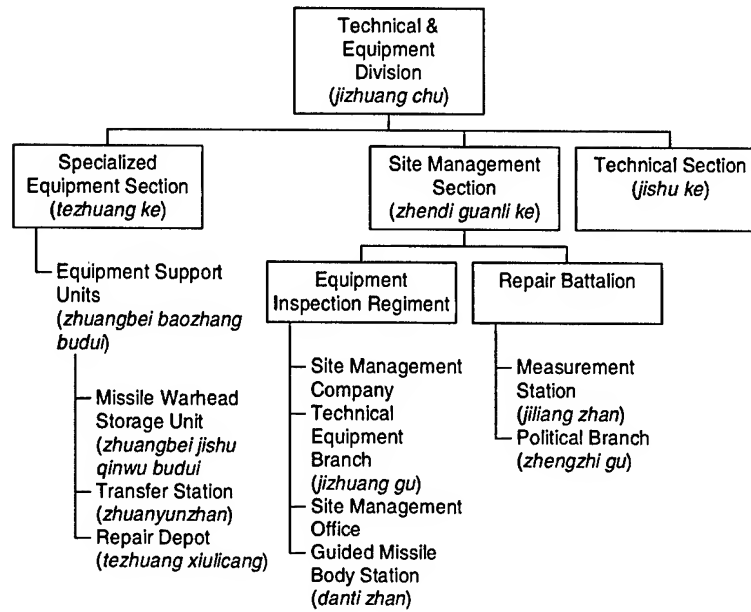 Technical &
Equipment
Division
(jizhuang chu)
Specialized
Equipment Section
(tezhuang ke)
Site Management
Section
(zhendi guanli ke)
Technical Section
(jishu ke)
Equipment Support
Units
(zhuangbei baozhang
budui)
Missile Warhead
Storage Unit
(zhuangbei jishu
qinwu budui
Transfer Station
(zhuanyunzhan)
Repair Depot
(tezhuang xiulicang)
Equipment
Inspection Regiment
Site Management
Company
Technical
Equipment
Branch
(jizhuang gu)
Site Management
Office
Guided Missile
Body Station
(danti zhan)
Repair Battalion
Measurement
Station
(jiliang zhan)
Political Branch
(zhengzhi gu)